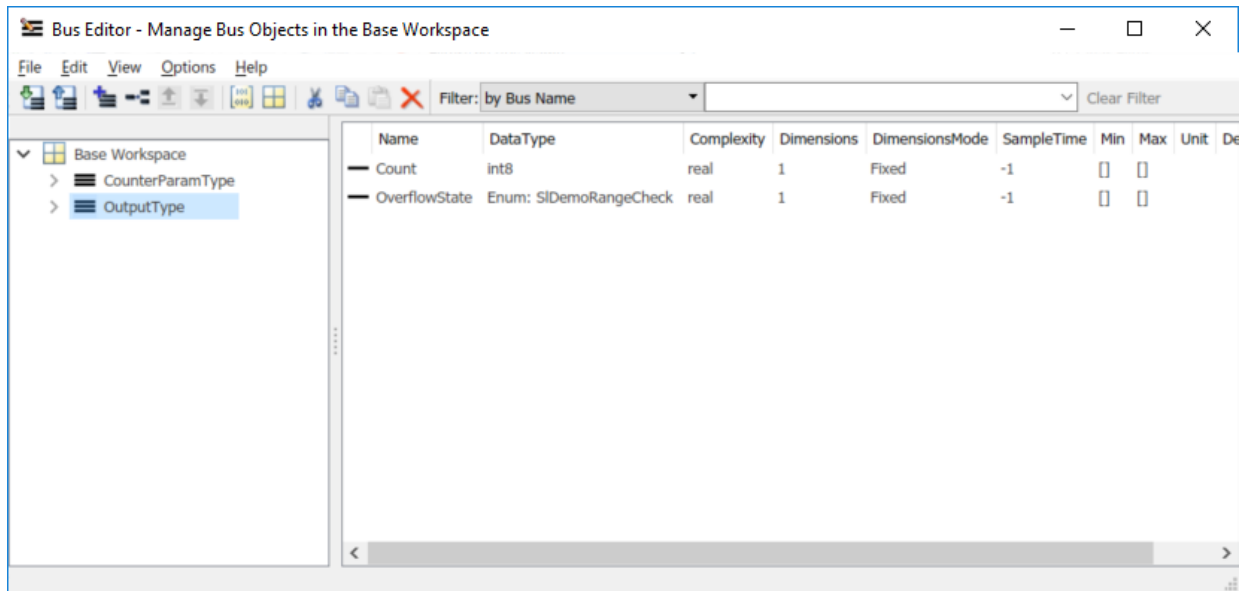 Bus Editor - Manage Bus Objects in the Base Workspace
File Edit View Options Help
Filter: by Bus Name Clear Filter
Name DataType Complexity Dimensions DimensionsMode SampleTime Min Max Unit De
Base Workspace
CounterParamType
OutputType
Count int8 real 1 Fixed -1 [] []
OverflowState Enum: SlDemoRangeCheck real 1 Fixed -1 [] []